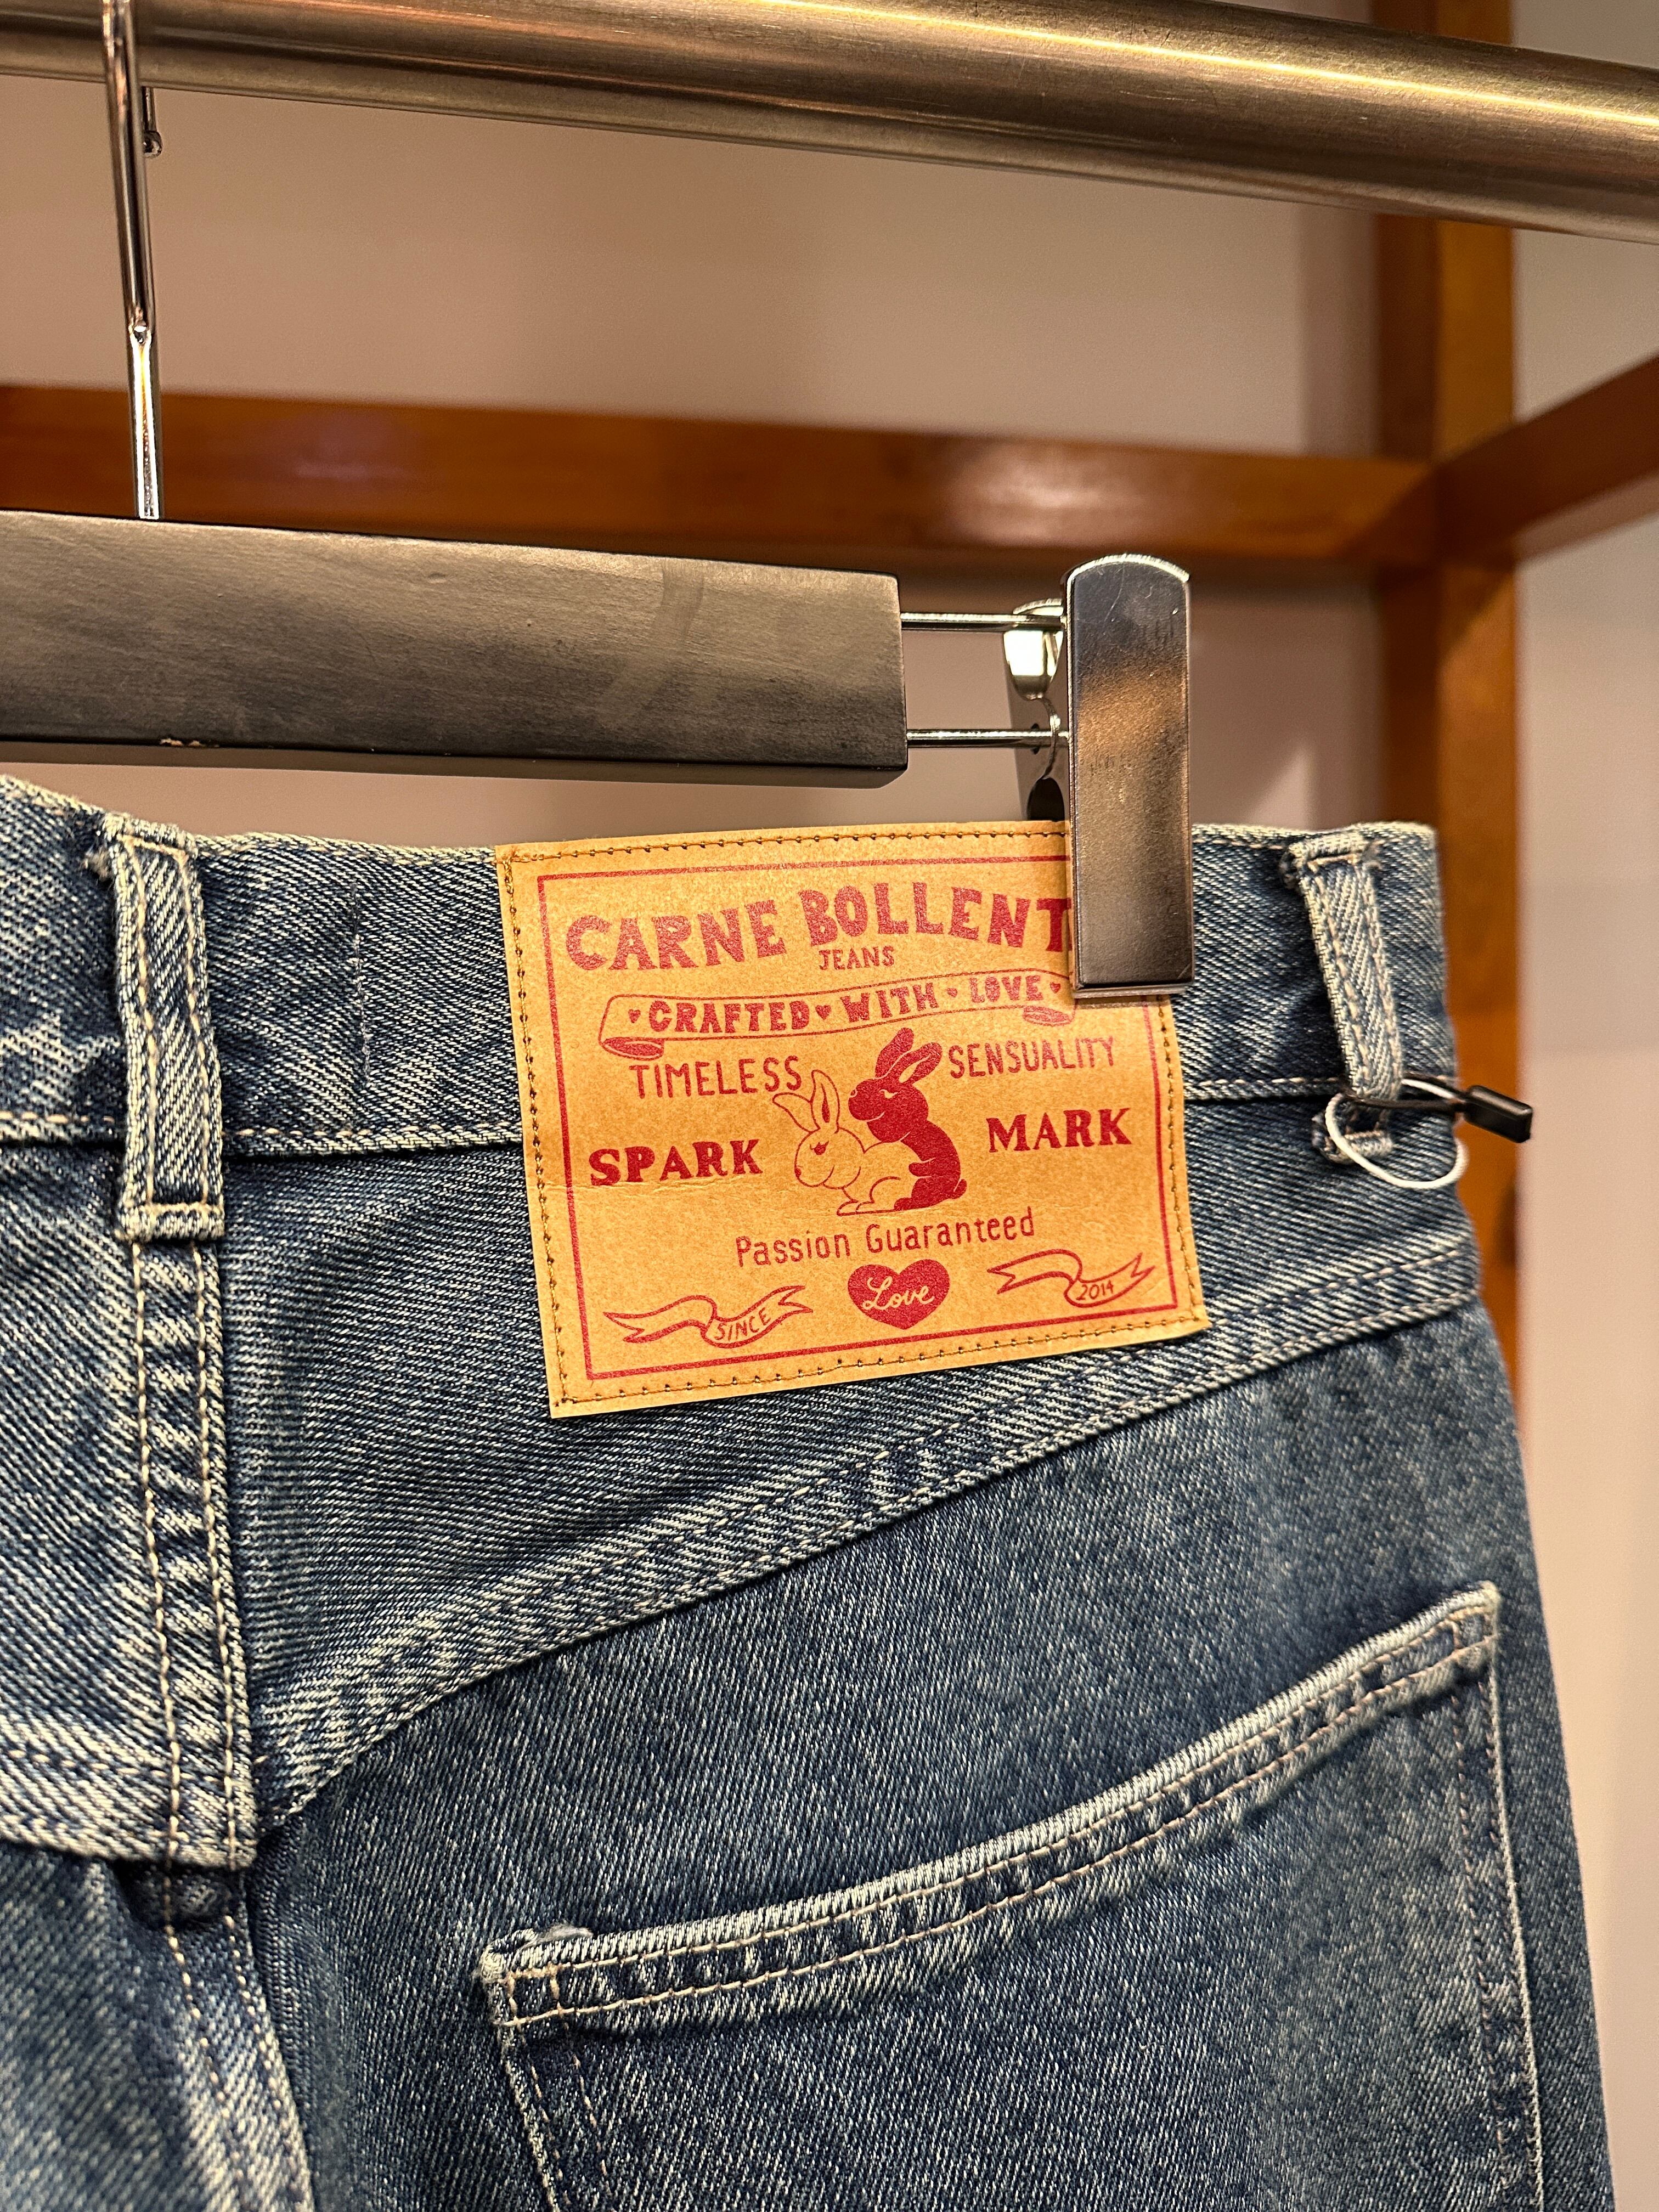 CARNE BOLLENT
JEANS
CRAFTED WITH LOVE
TIMELESS SENSUALITY
SPARK MARK
Passion Guaranteed
Love
SINCE 2014